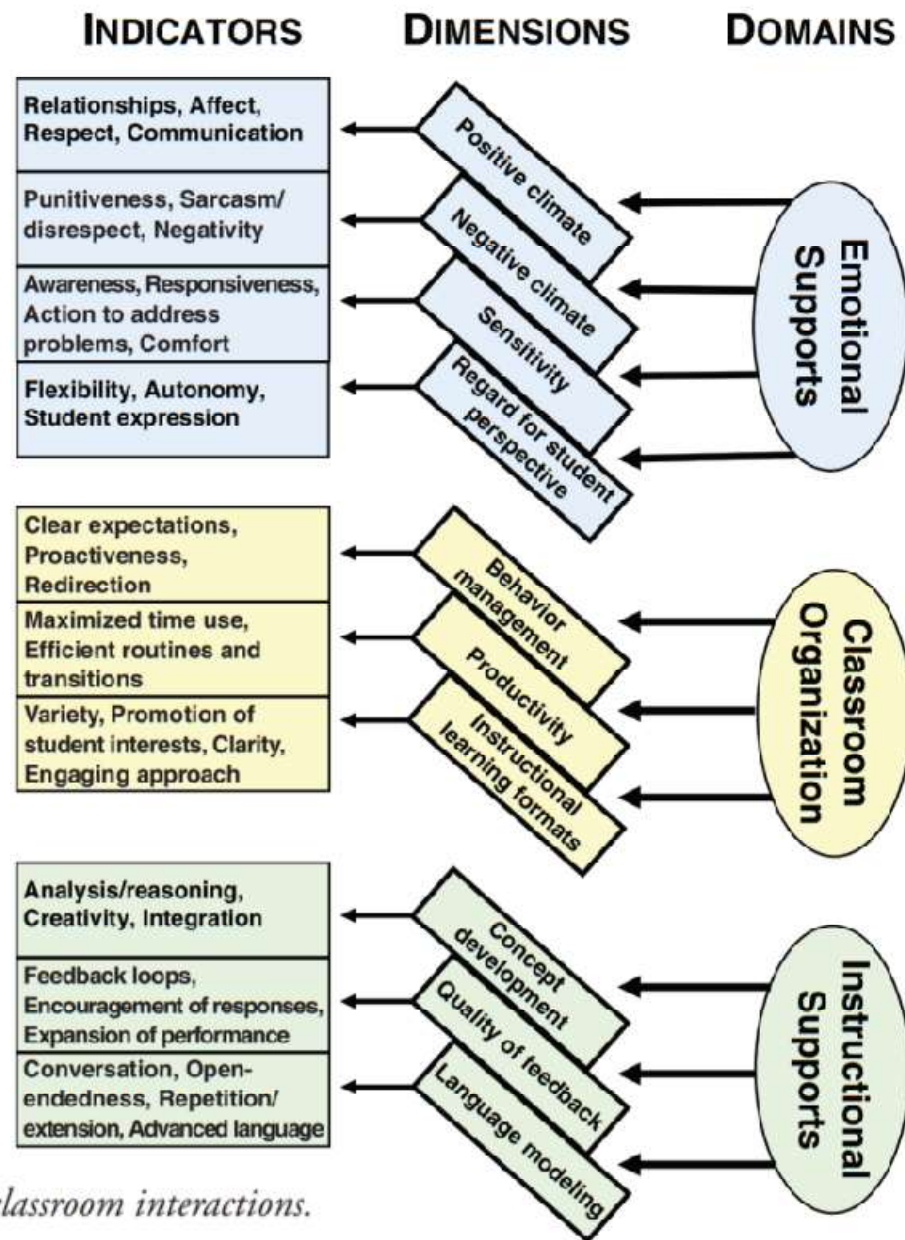 INDICATORS DIMENSIONS DOMAINS
Relationships, Affect,
Respect, Communication
Punitiveness, Sarcasm/
disrespect, Negativity
Awareness, Responsiveness,
Action to address
problems, Comfort
Flexibility, Autonomy,
Student expression
Positive climate
Negative climate
Sensitivity
Regard for student
perspective
Emotional
Supports
Clear expectations,
Proactiveness,
Redirection
Maximized time use,
Efficient routines and
transitions
Variety, Promotion of
student interests, Clarity,
Engaging approach
Behavior
management
Productivity
Instructional
learning formats
Classroom
Organization
Analysis/reasoning,
Creativity, Integration
Feedback loops,
Encouragement of responses,
Expansion of performance
Conversation, Open-
endedness, Repetition/
extension, Advanced language
Concept
development
Quality of feedback
Language modeling
Instructional
Supports
classroom interactions.